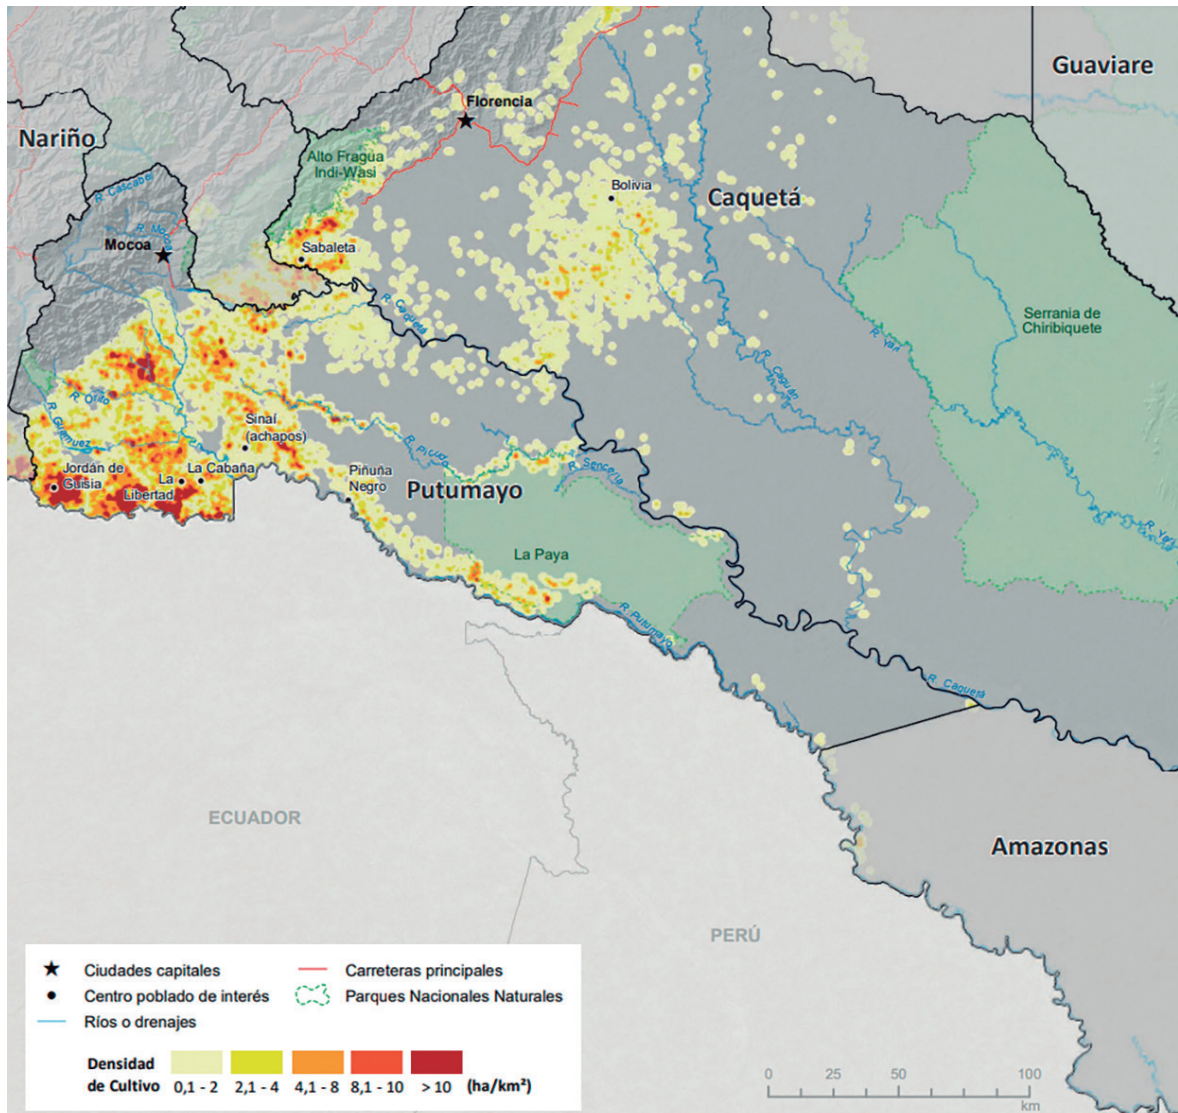 Guaviare
Florencia
Nariño
Alto Fragua
Indi-Wasi
R. Cascabel
Bolivia
Caquetá
R. Mocoa
Mocoa
Sabaleta
R. Caquetá
Serrania de
Chiribiquete
R. Yarí
R. Caguán
R. Orito
R. Guamuez
Sinaí
(achapos)
R. Piñuña
R. Sencella
Jordán de
Guisia
La
Libertad
La Cabaña
Piñuña
Negro
Putumayo
R. Yarí
La Paya
R. Putumayo
R. Caquetá
ECUADOR
Amazonas
PERÚ
Ciudades capitales
Carreteras principales
Centro poblado de interés
Parques Nacionales Naturales
Ríos o drenajes
Densidad
de Cultivo
0,1 - 2
2,1 - 4
4,1 - 8
8,1 - 10
> 10
(ha/km²)
0
25
50
100
km